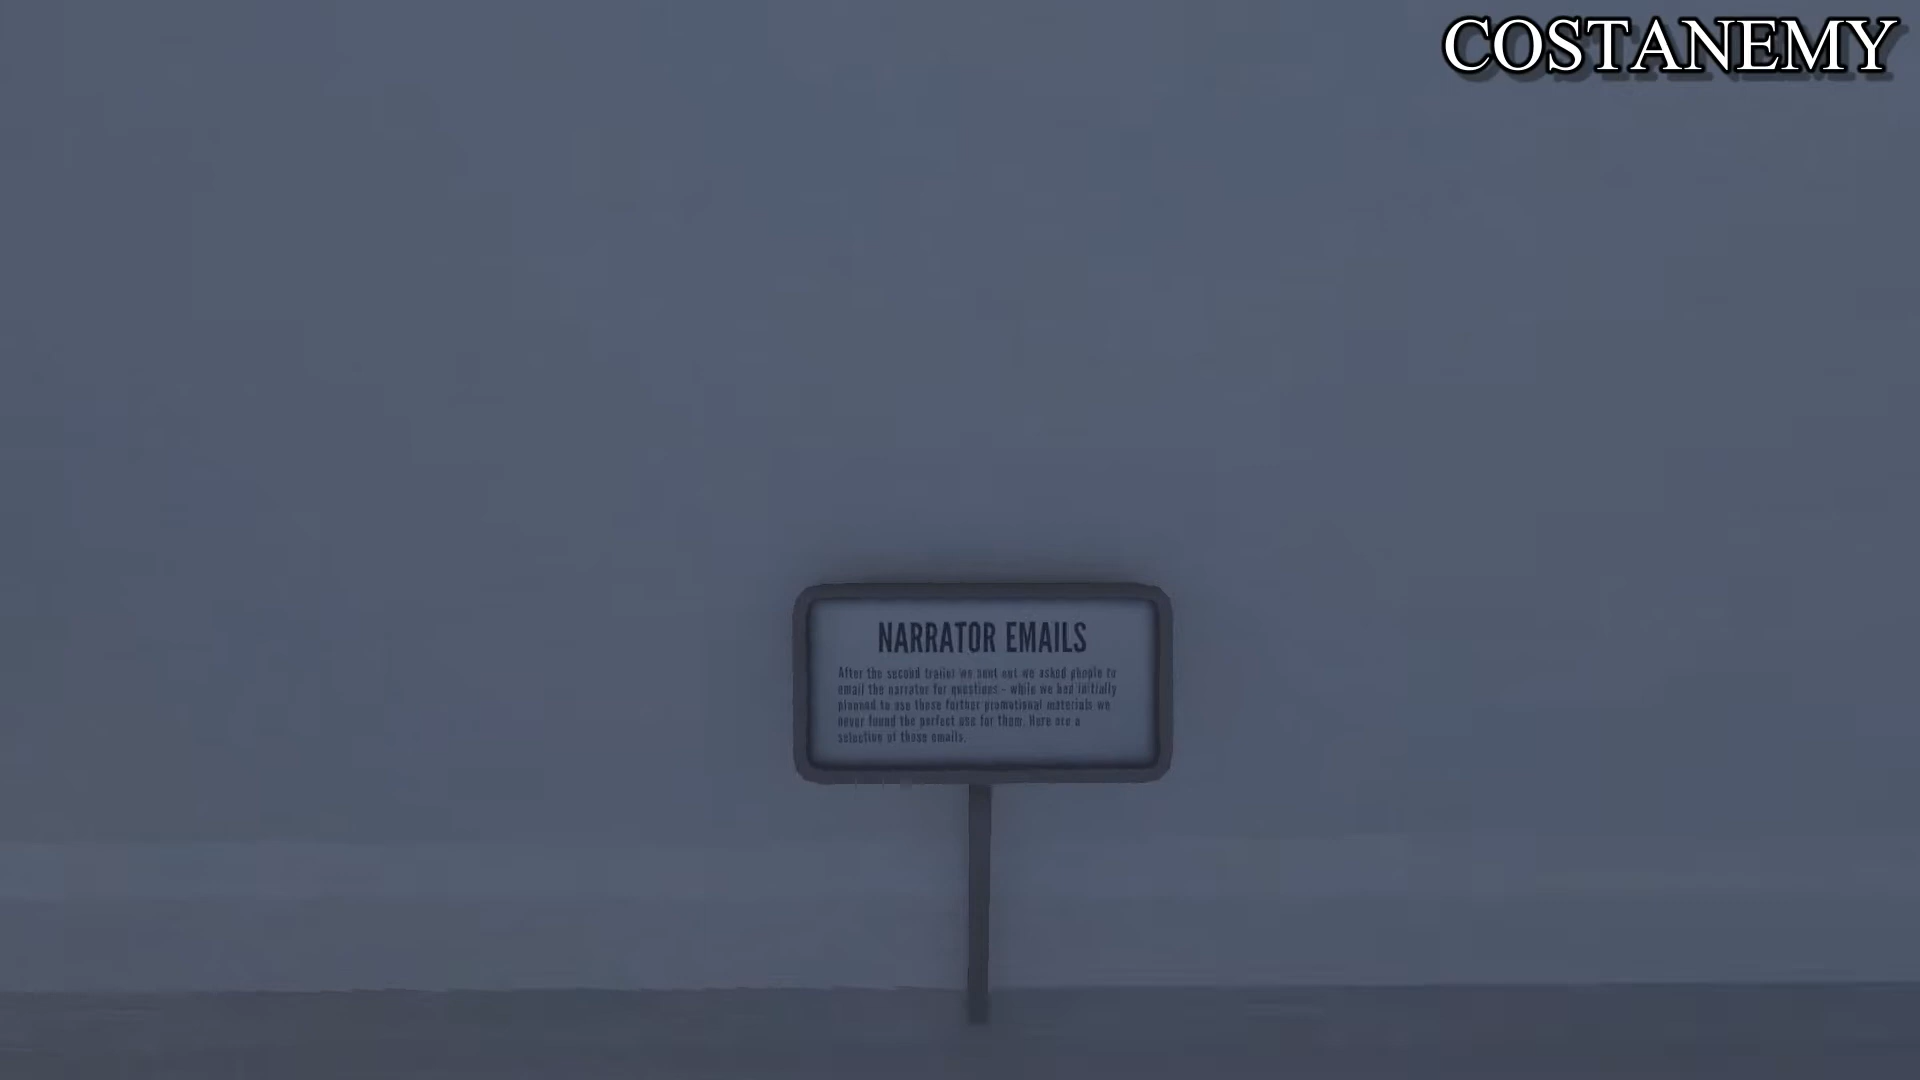 COSTANEMY
NARRATOR EMAILS
After the second trailer we sent out we asked people to
email the narrator for questions - while we had initially
planned to use those further promotional materials we
never found the perfect use for them. Here are a
selection of those emails.